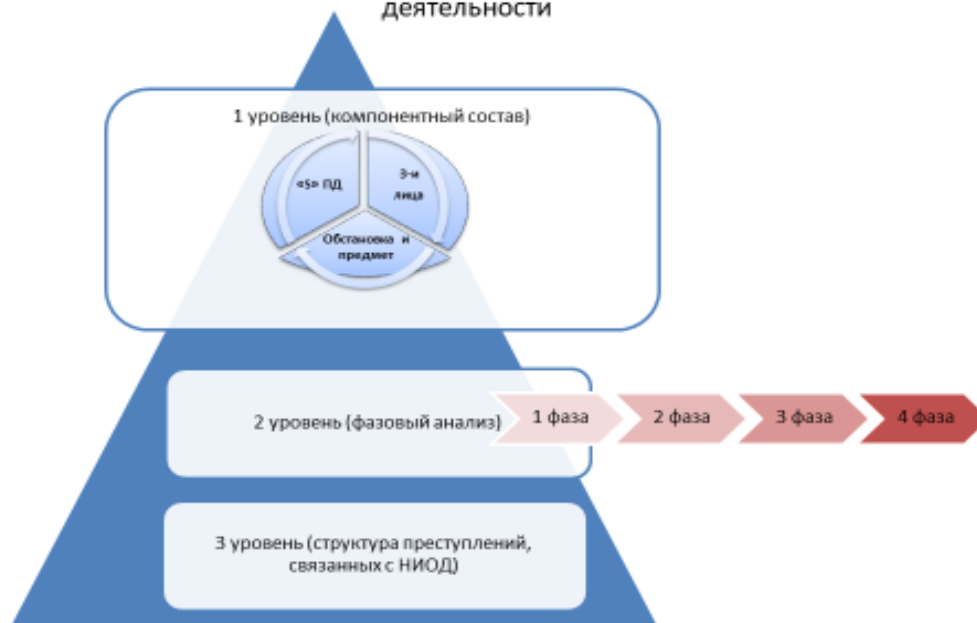 деятельности
1 уровень (компонентный состав)
«S» ПД
3-и
лица
Обстановка и
предмет
2 уровень (фазовый анализ)
1 фаза
2 фаза
3 фаза
4 фаза
3 уровень (структура преступлений,
связанных с НИОД)